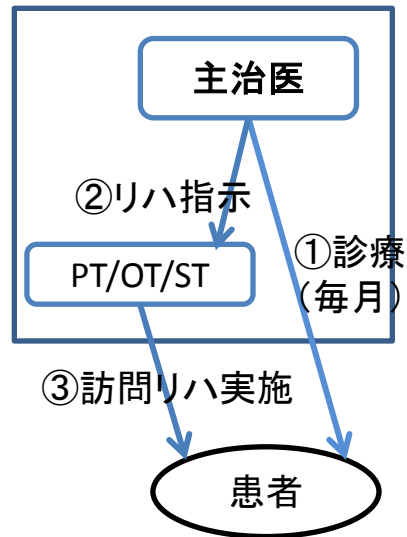 主治医
②リハ指示
①診療
（毎月）
PT/OT/ST
③訪問リハ実施
患者